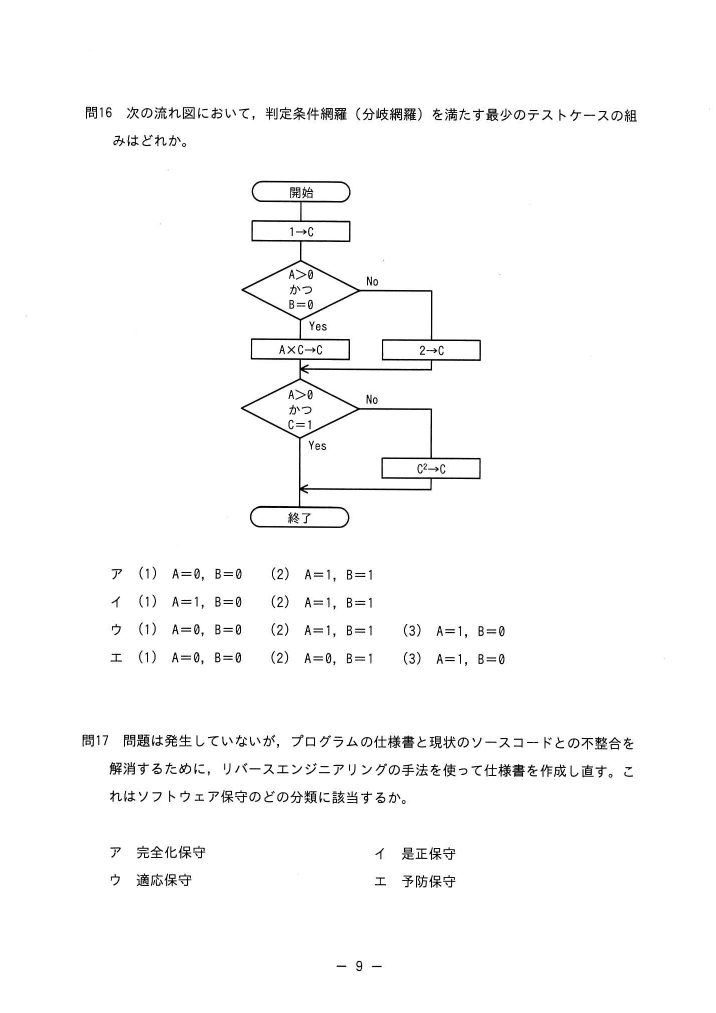 問16 次の流れ図において，判定条件網羅（分岐網羅）を満たす最少のテストケースの組
みはどれか。
開始
1→C
A＞0
かつ
B＝0
No
Yes
A×C→C
2→C
A＞0
かつ
C＝1
No
Yes
C²→C
終了
ア (1) A＝0, B＝0 (2) A＝1, B＝1
イ (1) A＝1, B＝0 (2) A＝1, B＝1
ウ (1) A＝0, B＝0 (2) A＝1, B＝1 (3) A＝1, B＝0
エ (1) A＝0, B＝0 (2) A＝0, B＝1 (3) A＝1, B＝0
問17 問題は発生していないが，プログラムの仕様書と現状のソースコードとの不整合を
解消するために，リバースエンジニアリングの手法を使って仕様書を作成し直す。こ
れはソフトウェア保守のどの分類に該当するか。
ア 完全化保守 イ 是正保守
ウ 適応保守 エ 予防保守
－ 9 －